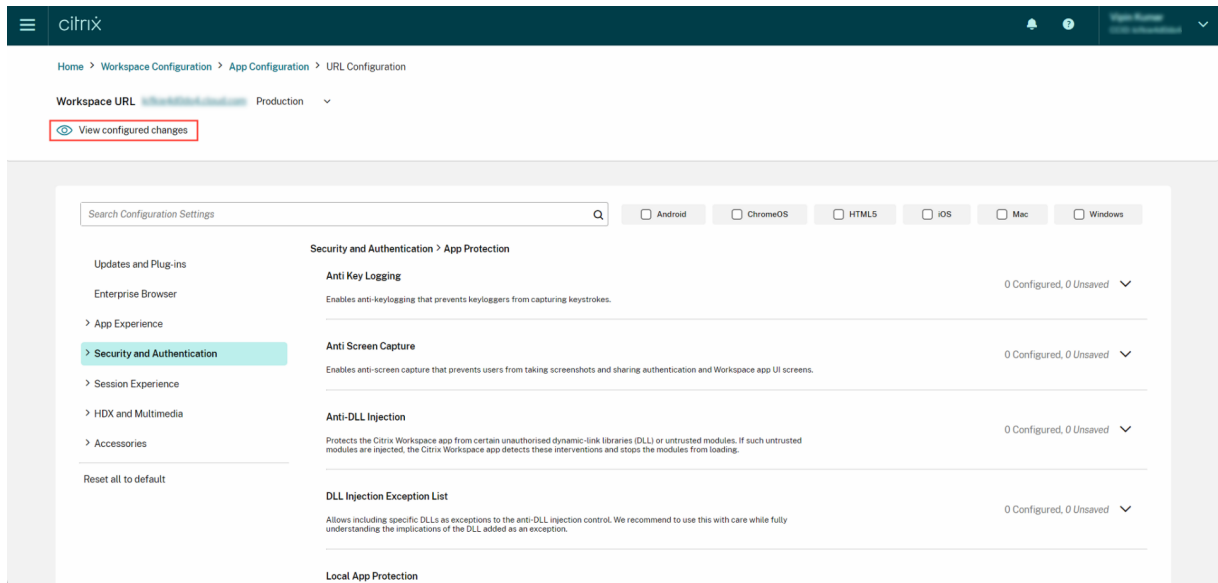 citrix
Home > Workspace Configuration > App Configuration > URL Configuration
Workspace URL Production
View configured changes
Search Configuration Settings
Android ChromeOS HTML5 iOS Mac Windows
Security and Authentication > App Protection
Updates and Plug-ins
Enterprise Browser
> App Experience
> Security and Authentication
> Session Experience
> HDX and Multimedia
> Accessories
Reset all to default
Anti Key Logging
0 Configured, 0 Unsaved
Enables anti-keylogging that prevents keyloggers from capturing keystrokes.
Anti Screen Capture
0 Configured, 0 Unsaved
Enables anti-screen capture that prevents users from taking screenshots and sharing authentication and Workspace app UI screens.
Anti-DLL Injection
0 Configured, 0 Unsaved
Protects the Citrix Workspace app from certain unauthorised dynamic-link libraries (DLL) or untrusted modules. If such untrusted
modules are injected, the Citrix Workspace app detects these interventions and stops the modules from loading.
DLL Injection Exception List
0 Configured, 0 Unsaved
Allows including specific DLLs as exceptions to the anti-DLL injection control. We recommend to use this with care while fully
understanding the implications of the DLL added as an exception.
Local App Protection